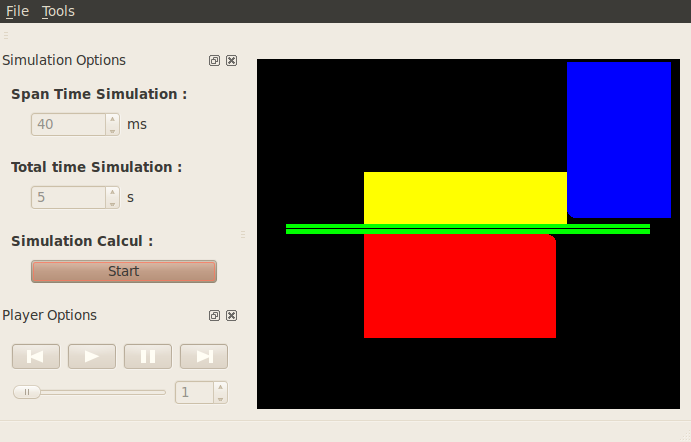 File Tools
Simulation Options
Span Time Simulation :
40 ms
Total time Simulation :
5 s
Simulation Calcul :
Start
Player Options
1